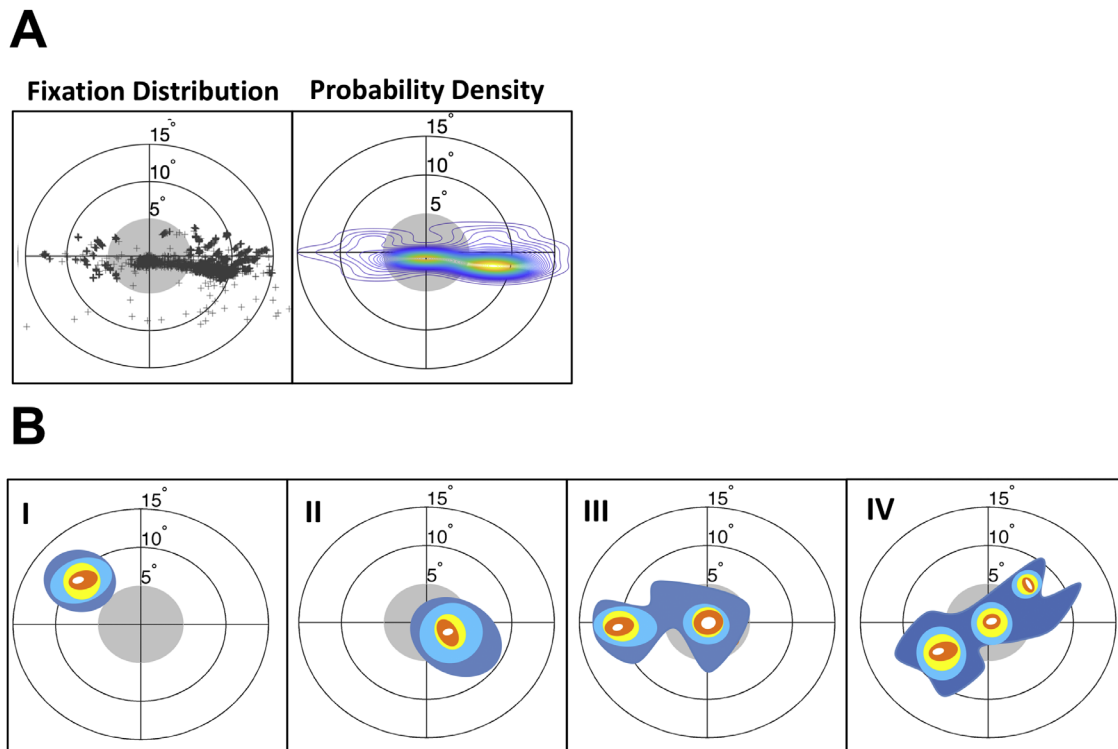 A
Fixation Distribution Probability Density
15° 15°
10° 10°
5° 5°
B
I II III IV
15° 15° 15° 15°
10° 10° 10° 10°
5° 5° 5° 5°